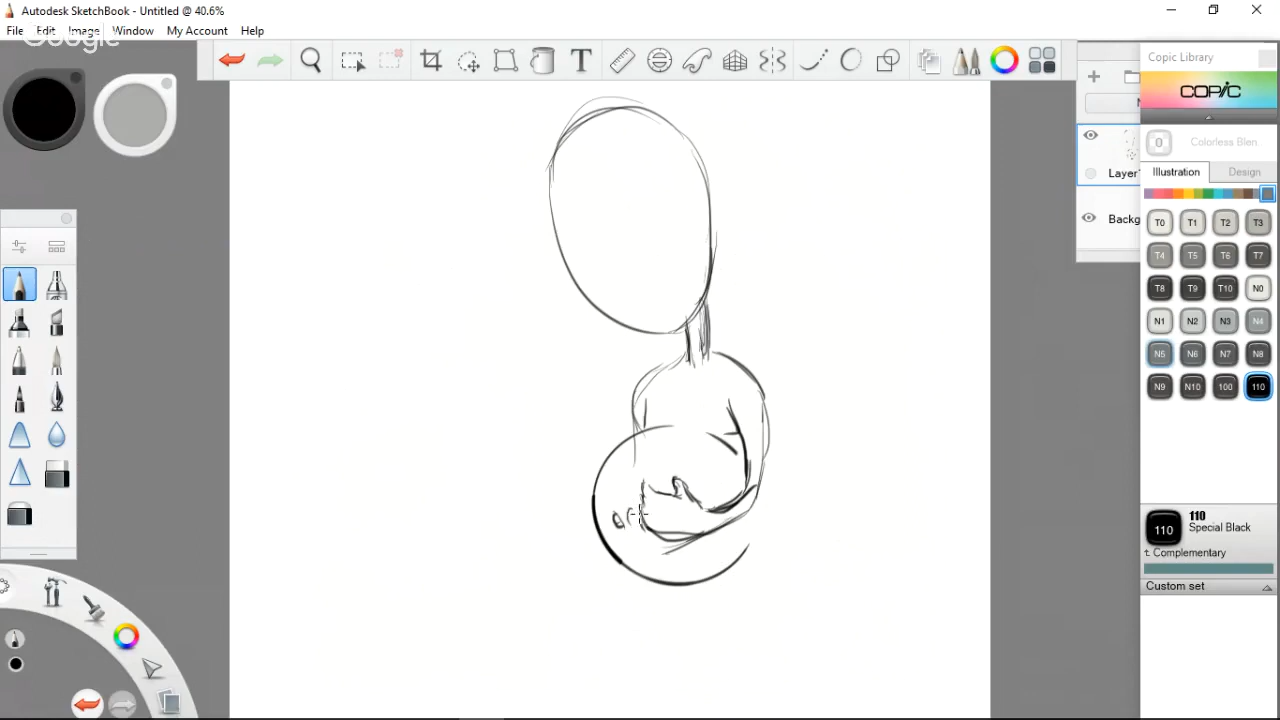 Autodesk SketchBook - Untitled @ 40.6%
File Edit Image Window My Account Help
Google
T
Copic Library
COPIC
0 Colorless Blen
Illustration Design
Layer
Backg
T0 T1 T2 T3
T4 T5 T6 T7
T8 T9 T10 N0
N1 N2 N3 N4
N5 N6 N7 N8
N9 N10 100 110
110 110
Special Black
: Complementary
Custom set